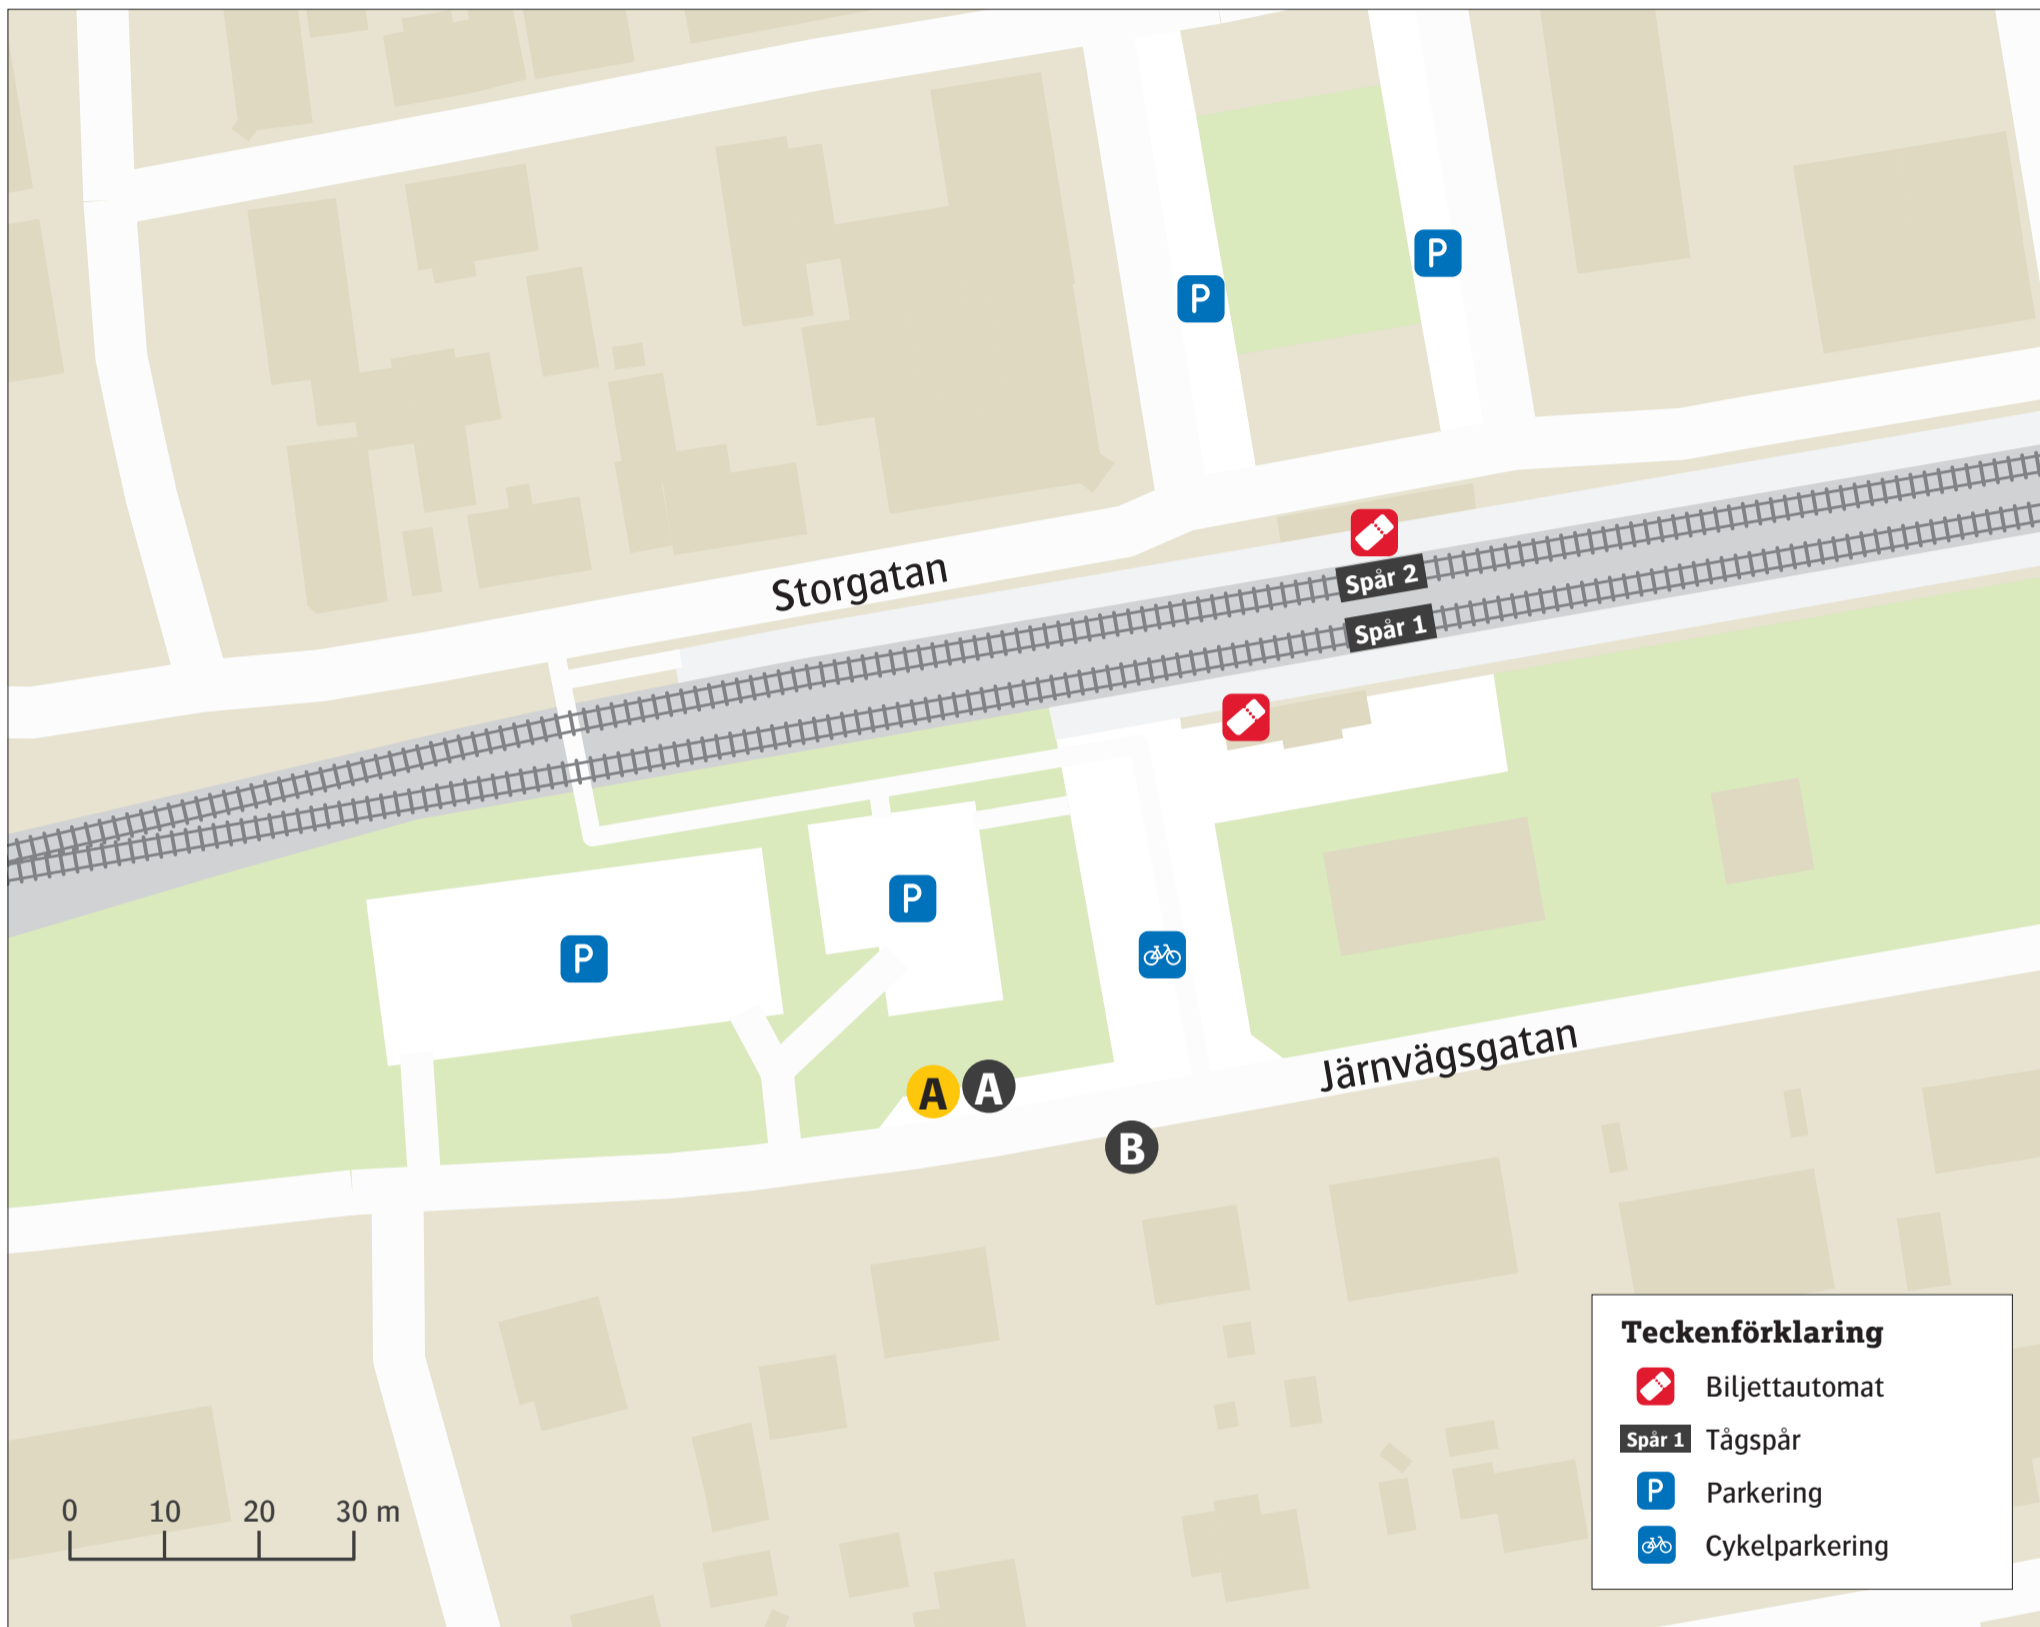 P
P
Storgatan
Spår 2
Spår 1
P
P
A
A
Järnvägsgatan
B
Teckenförklaring
Biljettautomat
Spår 1 Tågspår
P Parkering
Cykelparkering
0 10 20 30 m